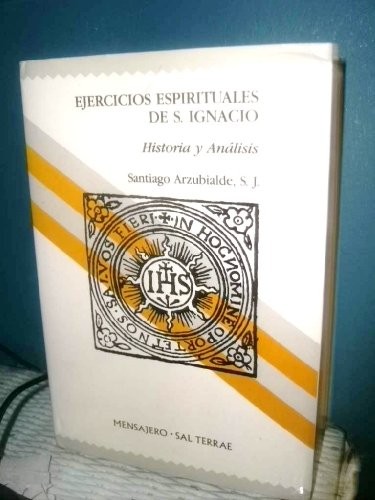 EJERCICIOS ESPIRITUALES
DE S. IGNACIO
Historia y Análisis
Santiago Arzubialde, S. J.
IN HOC NOMINE OPORTET NOS SALVOS FIERI
IHS
MENSAJERO · SAL TERRAE